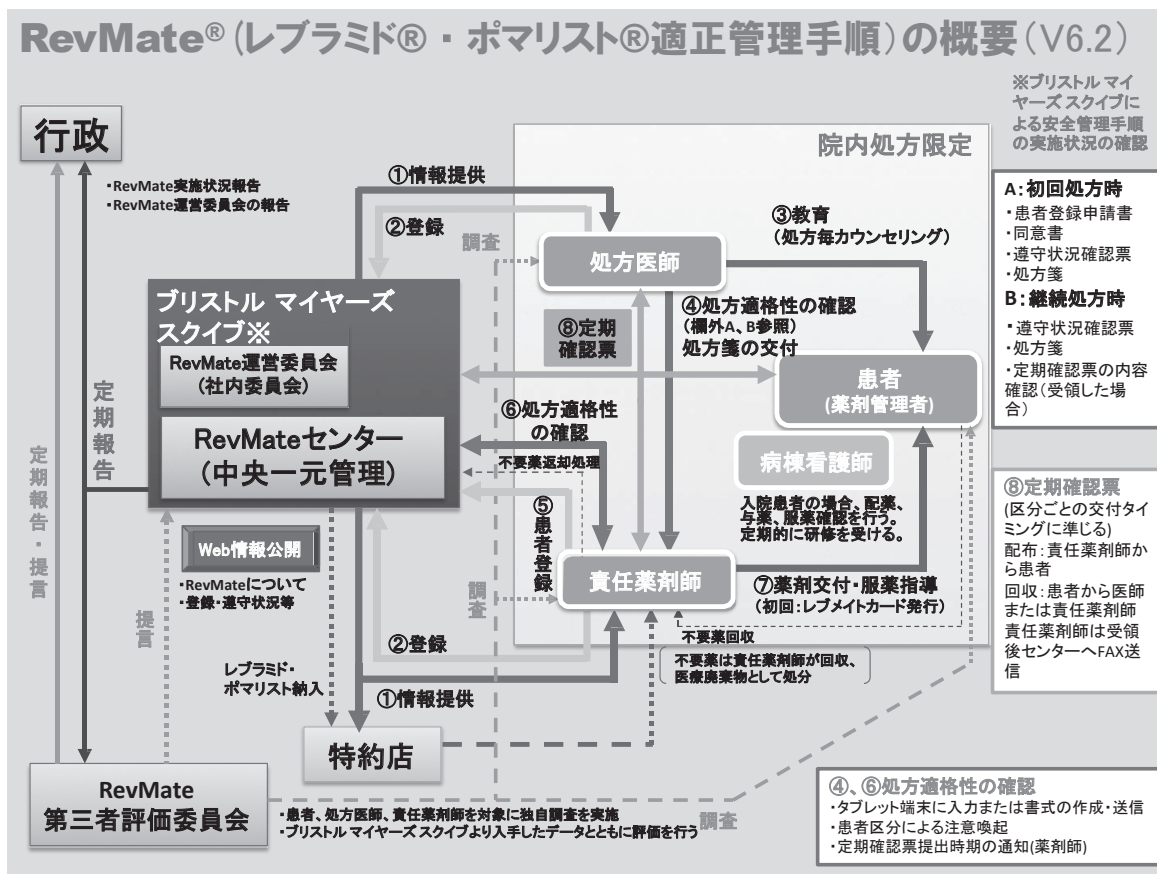 RevMate®(レブラミド®・ポマリスト®適正管理手順)の概要(V6.2)
※ブリストル マイ
ヤーズ スクイブに
よる安全管理手順
の実施状況の確認
行政
・RevMate実施状況報告
・RevMate運営委員会の報告
院内処方限定
①情報提供
②登録
調査
処方医師
③教育
(処方毎カウンセリング)
A:初回処方時
・患者登録申請書
・同意書
・遵守状況確認票
・処方箋
B:継続処方時
・遵守状況確認票
・処方箋
・定期確認票の内容
確認(受領した場
合)
ブリストル マイヤーズ
スクイブ※
RevMate運営委員会
(社内委員会)
RevMateセンター
(中央一元管理)
⑧定期
確認票
④処方適格性の確認
(欄外A、B参照)
処方箋の交付
患者
(薬剤管理者)
⑥処方適格性
の確認
不要薬返却処理
病棟看護師
入院患者の場合、配薬、
与薬、服薬確認を行う。
定期的に研修を受ける。
定期報告
定期報告・提言
⑤患者登録
Web情報公開
・RevMateについて
・登録・遵守状況等
提言
調査
責任薬剤師
⑦薬剤交付・服薬指導
(初回:レブメイトカード発行)
⑧定期確認票
(区分ごとの交付タイ
ミングに準じる)
配布:責任薬剤師か
ら患者
回収:患者から医師
または責任薬剤師
責任薬剤師は受領
後センターへFAX送
信
②登録
不要薬回収
不要薬は責任薬剤師が回収、
医療廃棄物として処分
レブラミド・
ポマリスト納入
①情報提供
特約店
RevMate
第三者評価委員会
・患者、処方医師、責任薬剤師を対象に独自調査を実施
・ブリストル マイヤーズ スクイブより入手したデータとともに評価を行う
調査
④、⑥処方適格性の確認
・タブレット端末に入力または書式の作成・送信
・患者区分による注意喚起
・定期確認票提出時期の通知(薬剤師)